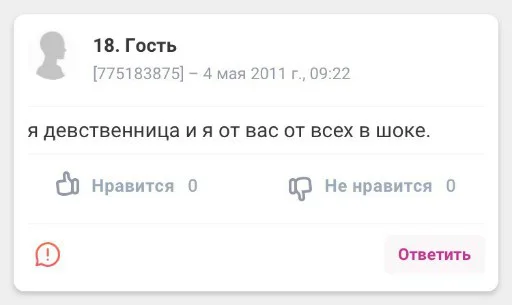 18. Гость
[775183875] – 4 мая 2011 г., 09:22
я девственница и я от вас от всех в шоке.
Нравится 0 Не нравится 0
Ответить